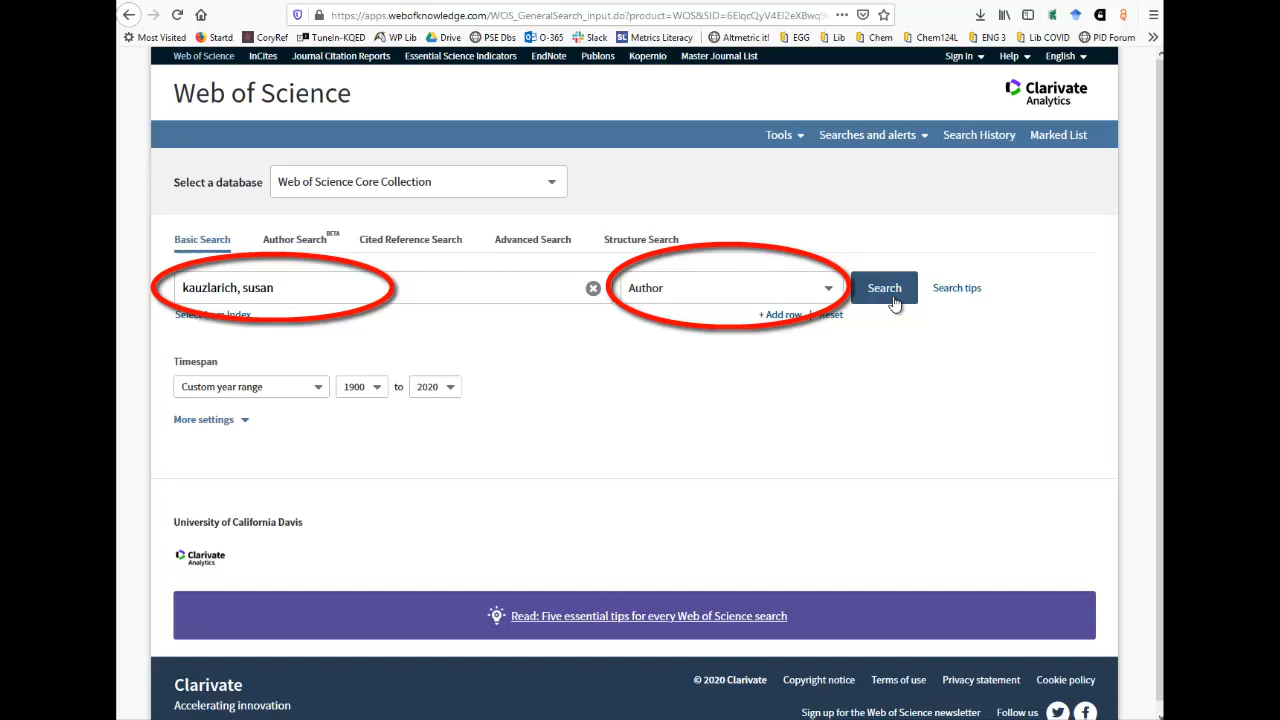 https://apps.webofknowledge.com/WOS_GeneralSearch_input.do?product=WOS&SID=6ElqcQyV4El2eXBwq9
Most Visited Startd CoryRef TuneIn-KQED WP Lib Drive PSE Dbs O-365 Slack Metrics Literacy Altmetric it! EGG Lib Chem Chem124L ENG 3 Lib COVID PID Forum
Web of Science InCites Journal Citation Reports Essential Science Indicators EndNote Publons Kopernio Master Journal List Sign In Help English
Web of Science
Clarivate
Analytics
Tools Searches and alerts Search History Marked List
Select a database Web of Science Core Collection
Basic Search Author Search BETA Cited Reference Search Advanced Search Structure Search
kauzlarich, susan Author Search Search tips
Select from Index + Add row | Reset
Timespan
Custom year range 1900 to 2020
More settings
University of California Davis
Clarivate
Analytics
Read: Five essential tips for every Web of Science search
Clarivate
Accelerating innovation
© 2020 Clarivate Copyright notice Terms of use Privacy statement Cookie policy
Sign up for the Web of Science newsletter Follow us